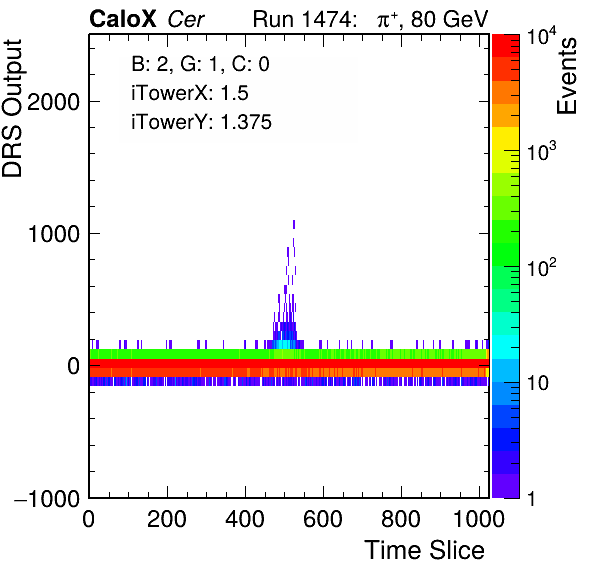 CaloX Cer Run 1474: π⁺, 80 GeV
B: 2, G: 1, C: 0
iTowerX: 1.5
iTowerY: 1.375
DRS Output
2000
1000
0
−1000
0 200 400 600 800 1000
Time Slice
Events
10⁴
10³
10²
10
1